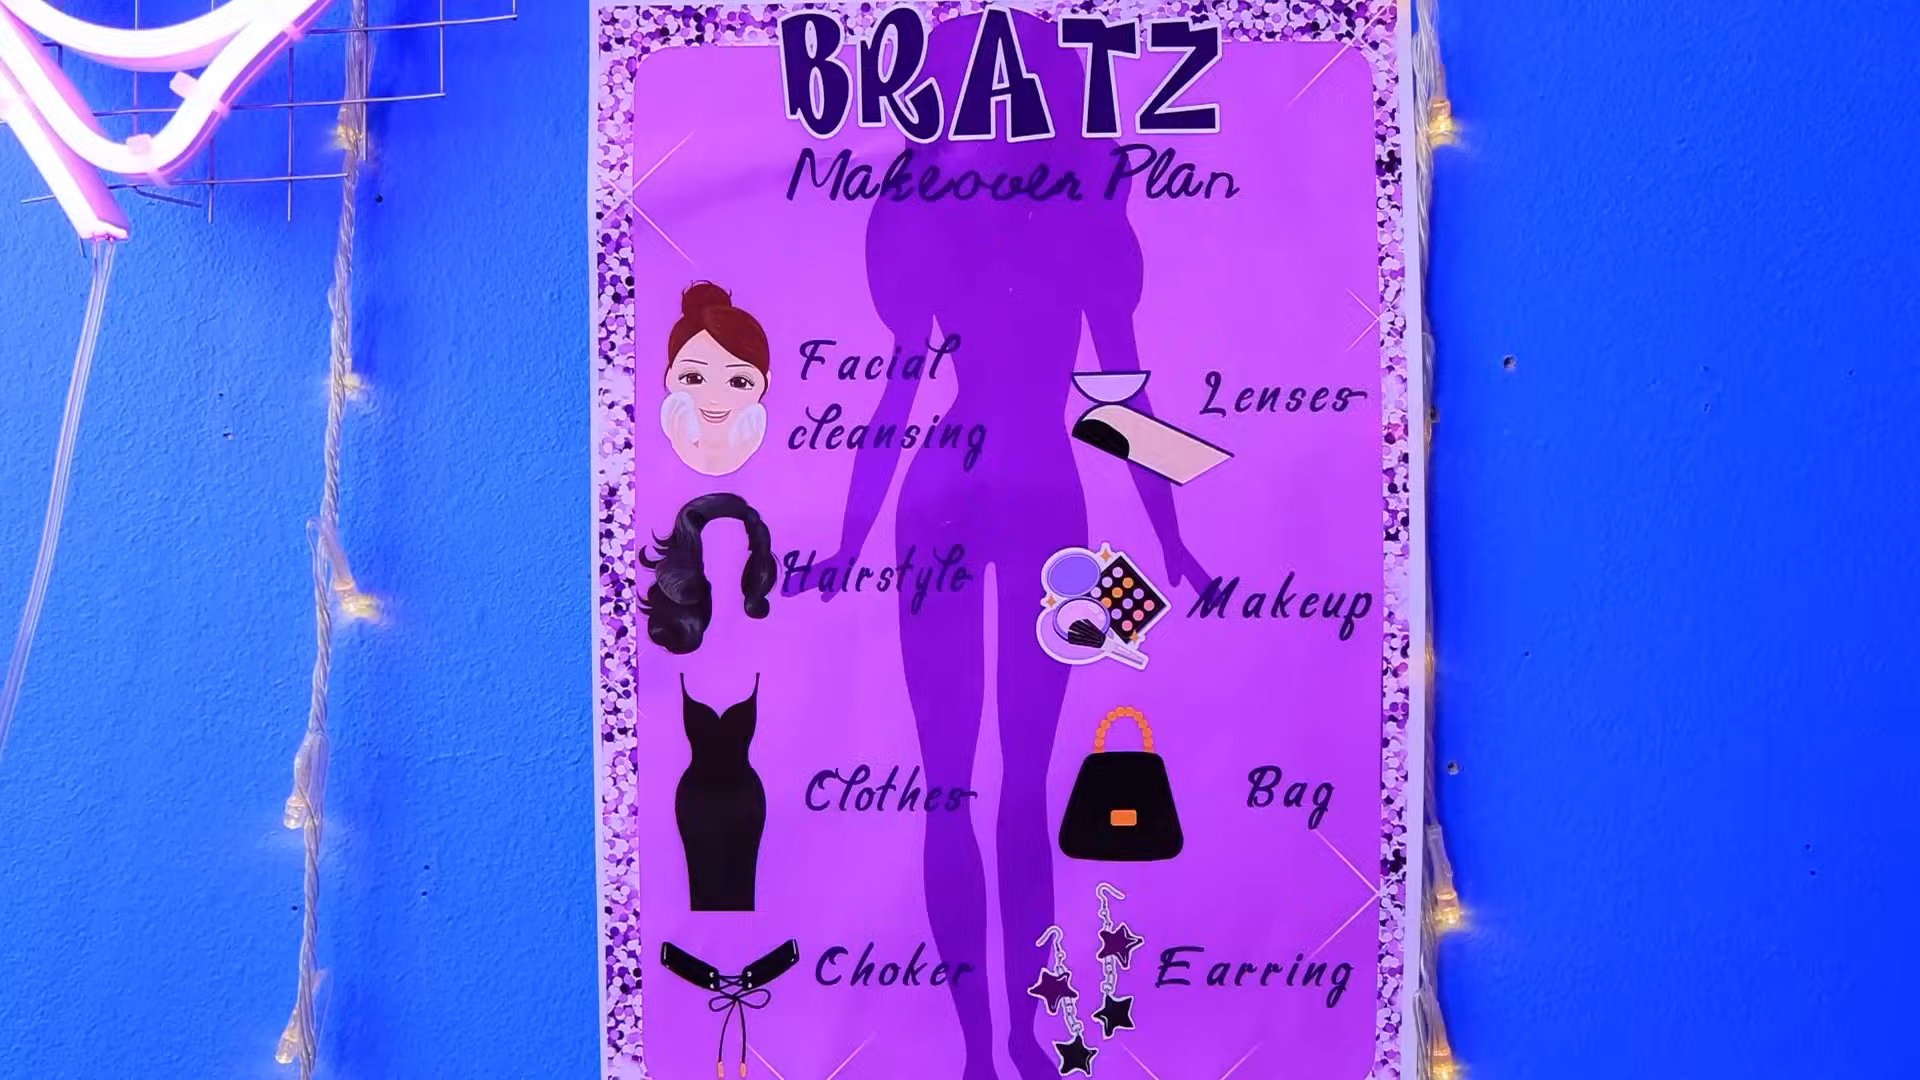 BRATZ
Makeover Plan
Facial
cleansing
Lenses
Hairstyle
Makeup
Clothes
Bag
Choker
Earring